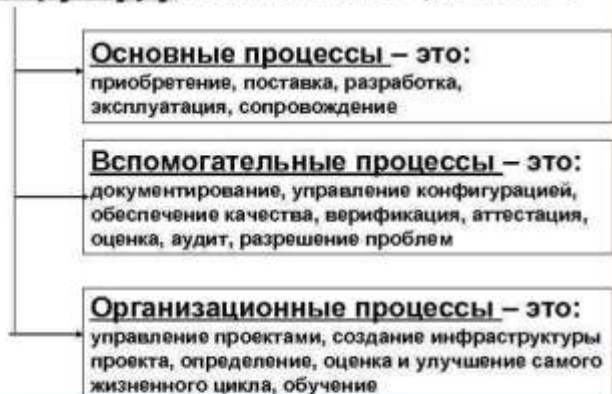 Основные процессы – это:
приобретение, поставка, разработка,
эксплуатация, сопровождение
Вспомогательные процессы – это:
документирование, управление конфигурацией,
обеспечение качества, верификация, аттестация,
оценка, аудит, разрешение проблем
Организационные процессы – это:
управление проектами, создание инфраструктуры
проекта, определение, оценка и улучшение самого
жизненного цикла, обучение